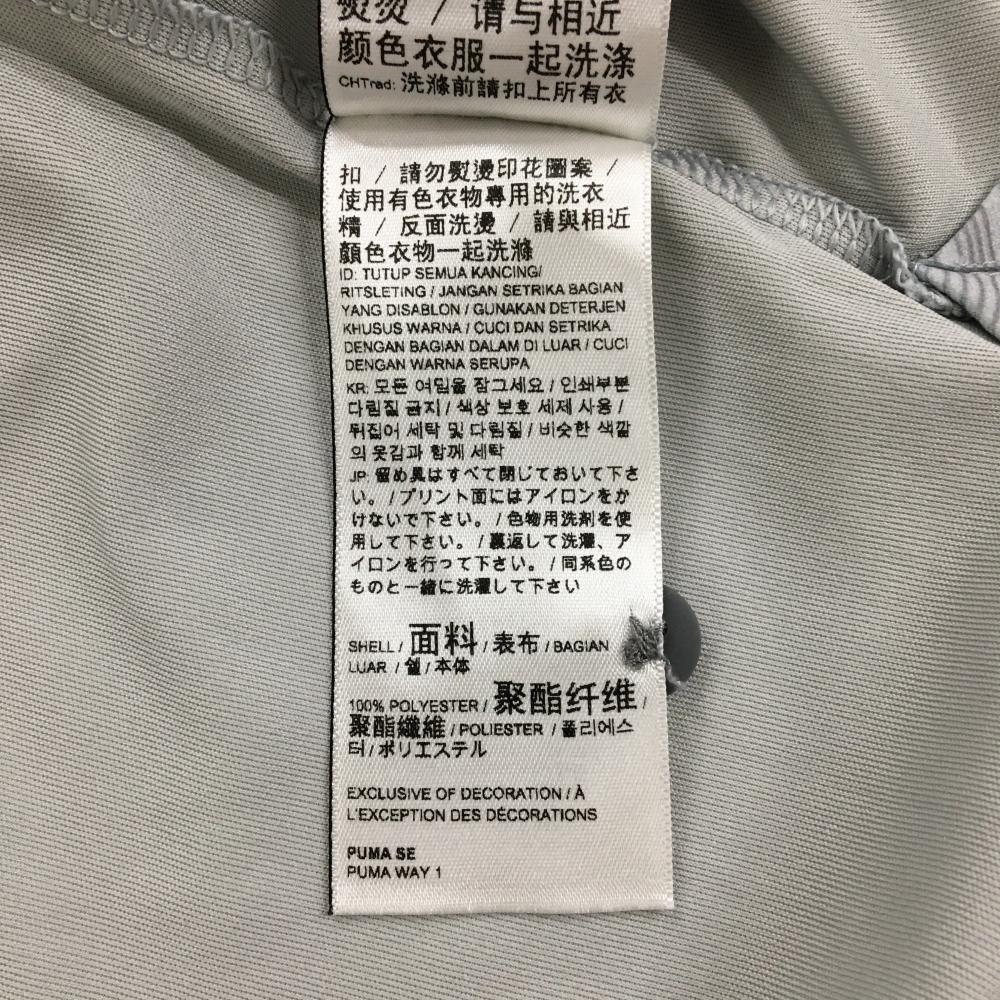 熨烫 / 请与相近
颜色衣服一起洗涤
CHTrad: 洗滌前請扣上所有衣
扣 / 請勿熨燙印花圖案 /
使用有色衣物專用的洗衣
精 / 反面洗燙 / 請與相近
顏色衣物一起洗滌
ID: TUTUP SEMUA KANCING/
RITSLETING / JANGAN SETRIKA BAGIAN
YANG DISABLON / GUNAKAN DETERJEN
KHUSUS WARNA / CUCI DAN SETRIKA
DENGAN BAGIAN DALAM DI LUAR / CUCI
DENGAN WARNA SERUPA
KR: 모든 여밈을 잠그세요 / 인쇄부분
다림질 금지 / 색상 보호 세제 사용 /
뒤집어 세탁 및 다림질 / 비슷한 색깔
의 옷감과 함께 세탁
JP: 留め具はすべて閉じておいて下さ
い。 / プリント面にはアイロンをか
けないで下さい。 / 色物用洗剤を使
用して下さい。 / 裏返して洗濯、ア
イロンを行って下さい。 / 同系色の
ものと一緒に洗濯して下さい
SHELL / 面料 / 表布 / BAGIAN
LUAR / 쉘 / 本体
100% POLYESTER / 聚酯纤维 /
聚酯纖維 / POLIESTER / 폴리에스
터 / ポリエステル
EXCLUSIVE OF DECORATION / À
L'EXCEPTION DES DÉCORATIONS
PUMA SE
PUMA WAY 1